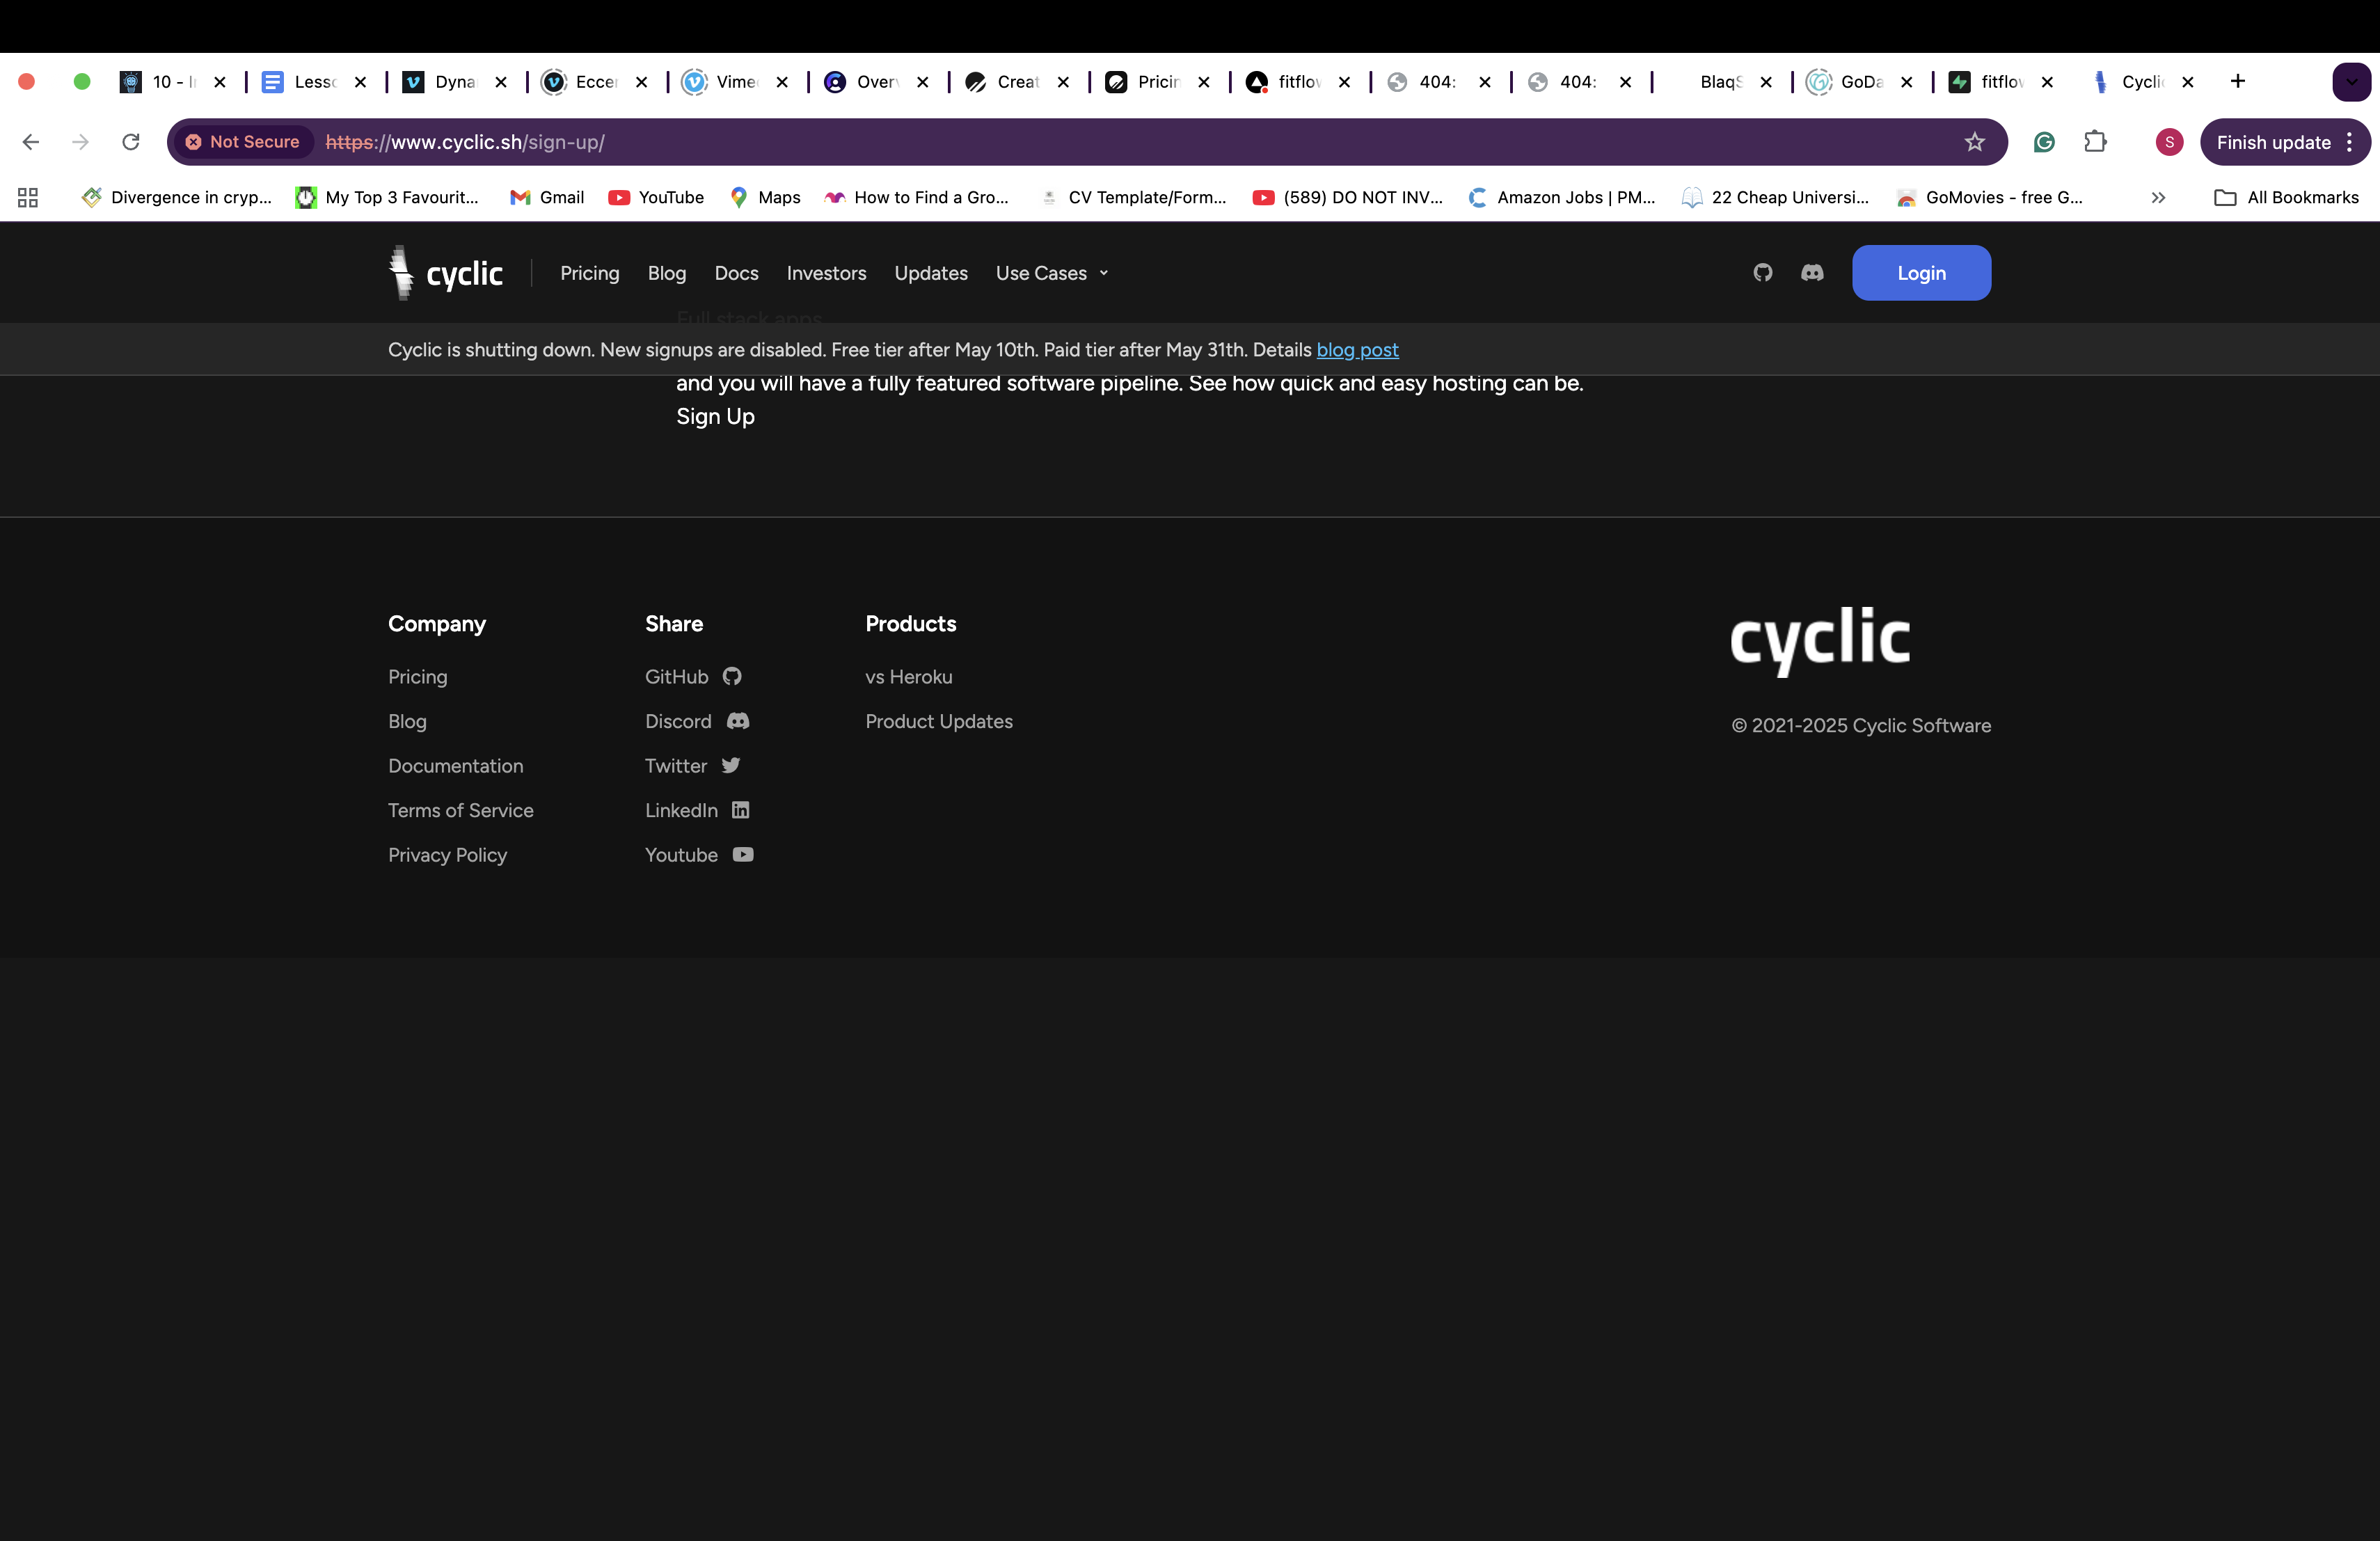 10 - I
Lesso
Dyna
Eccer
Vimeo
Over
Creat
Pricin
fitflow
404:
404:
BlaqS
GoDa
fitflow
Cyclic
Not Secure
https://www.cyclic.sh/sign-up/
S
Finish update
Divergence in cryp...
My Top 3 Favourit...
Gmail
YouTube
Maps
How to Find a Gro...
CV Template/Form...
(589) DO NOT INV...
Amazon Jobs | PM...
22 Cheap Universi...
GoMovies - free G...
All Bookmarks
cyclic
Pricing
Blog
Docs
Investors
Updates
Use Cases
Login
Full stack apps
Cyclic is shutting down. New signups are disabled. Free tier after May 10th. Paid tier after May 31th. Details blog post
and you will have a fully featured software pipeline. See how quick and easy hosting can be.
Sign Up
Company
Pricing
Blog
Documentation
Terms of Service
Privacy Policy
Share
GitHub
Discord
Twitter
LinkedIn
Youtube
Products
vs Heroku
Product Updates
cyclic
© 2021-2025 Cyclic Software